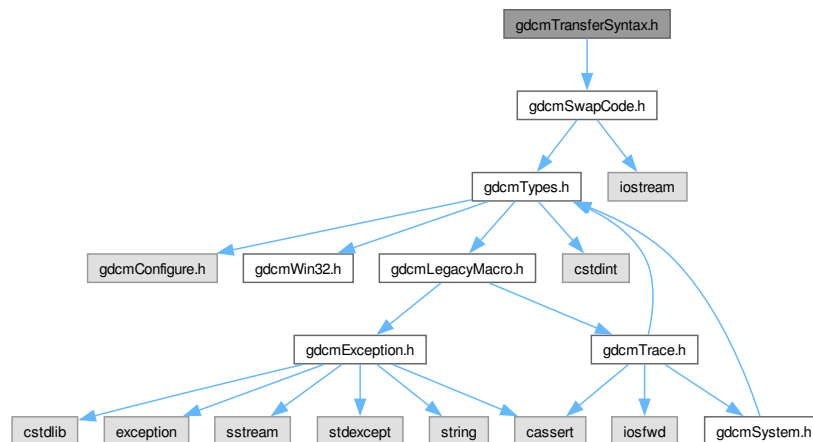 gdcmTransferSyntax.h
gdcmSwapCode.h
gdcmTypes.h
iostream
gdcmConfigure.h
gdcmWin32.h
gdcmLegacyMacro.h
cstdint
gdcmException.h
gdcmTrace.h
cstdlib
exception
sstream
stdexcept
string
cassert
iosfwd
gdcmSystem.h